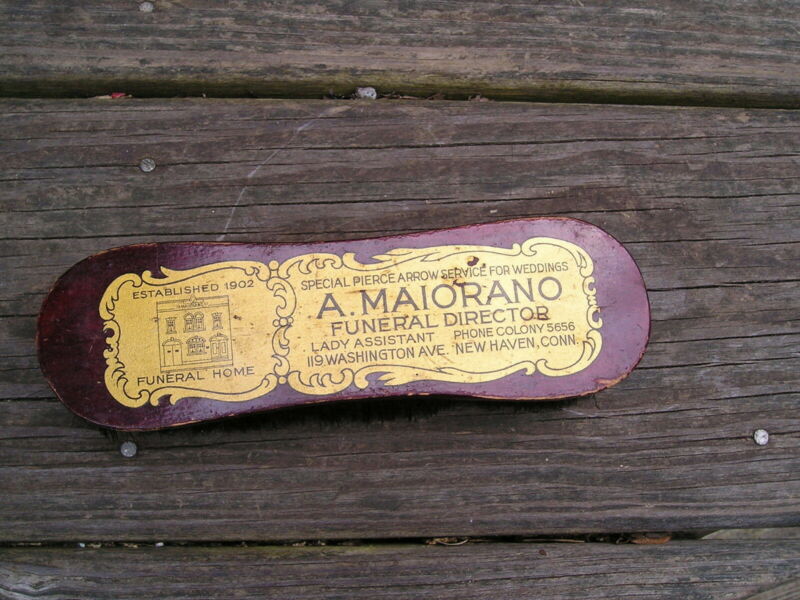 ESTABLISHED 1902
FUNERAL HOME
SPECIAL PIERCE ARROW SERVICE FOR WEDDINGS
A. MAIORANO
FUNERAL DIRECTOR
LADY ASSISTANT PHONE COLONY 5656
119 WASHINGTON AVE. NEW HAVEN, CONN.